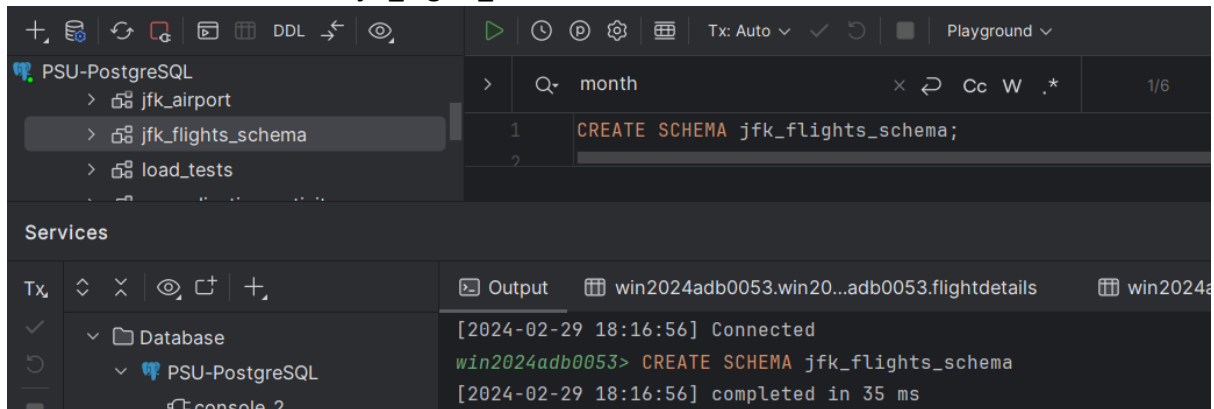 DDL
Tx: Auto
Playground
PSU-PostgreSQL
jfk_airport
jfk_flights_schema
load_tests
month
Cc W .*
1/6
1 CREATE SCHEMA jfk_flights_schema;
2
Services
Tx
Output
win2024adb0053.win20...adb0053.flightdetails
win2024a
Database
PSU-PostgreSQL
console_2
[2024-02-29 18:16:56] Connected
win2024adb0053> CREATE SCHEMA jfk_flights_schema
[2024-02-29 18:16:56] completed in 35 ms